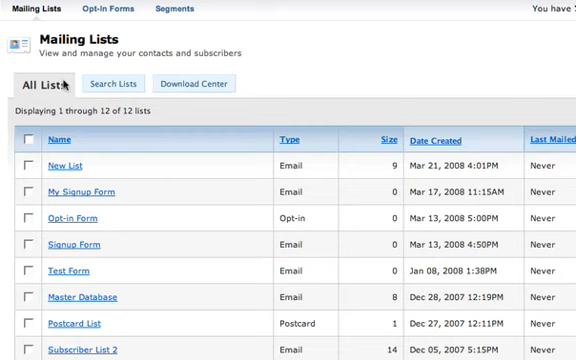 Mailing Lists Opt-In Forms Segments You have
Mailing Lists
View and manage your contacts and subscribers
All Lists Search Lists Download Center
Displaying 1 through 12 of 12 lists
Name Type Size Date Created Last Mailed
New List Email 9 Mar 21, 2008 4:01PM Never
My Signup Form Email 0 Mar 17, 2008 11:15AM Never
Opt-in Form Opt-in 0 Mar 13, 2008 5:00PM Never
Signup Form Email 0 Mar 13, 2008 4:50PM Never
Test Form Email 0 Jan 08, 2008 1:38PM Never
Master Database Email 8 Dec 28, 2007 12:19PM Never
Postcard List Postcard 1 Dec 27, 2007 12:11PM Never
Subscriber List 2 Email 14 Dec 05, 2007 5:15PM Never